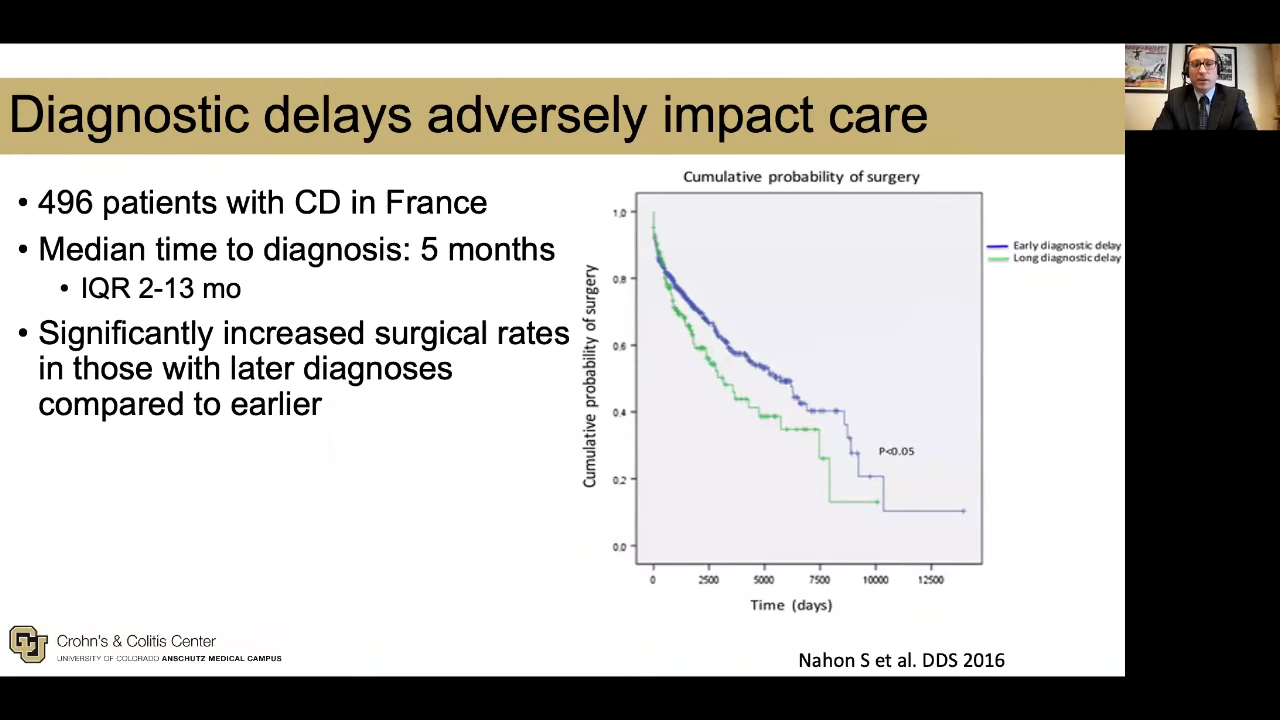 Diagnostic delays adversely impact care
• 496 patients with CD in France
• Median time to diagnosis: 5 months
• IQR 2-13 mo
• Significantly increased surgical rates
in those with later diagnoses
compared to earlier
Cumulative probability of surgery
Cumulative probability of surgery
1,0
0,8
0,6
0,4
0,2
0,0
0
2500
5000
7500
10000
12500
Time (days)
P<0.05
Early diagnostic delay
Long diagnostic delay
CU
Crohn's & Colitis Center
UNIVERSITY OF COLORADO ANSCHUTZ MEDICAL CAMPUS
Nahon S et al. DDS 2016